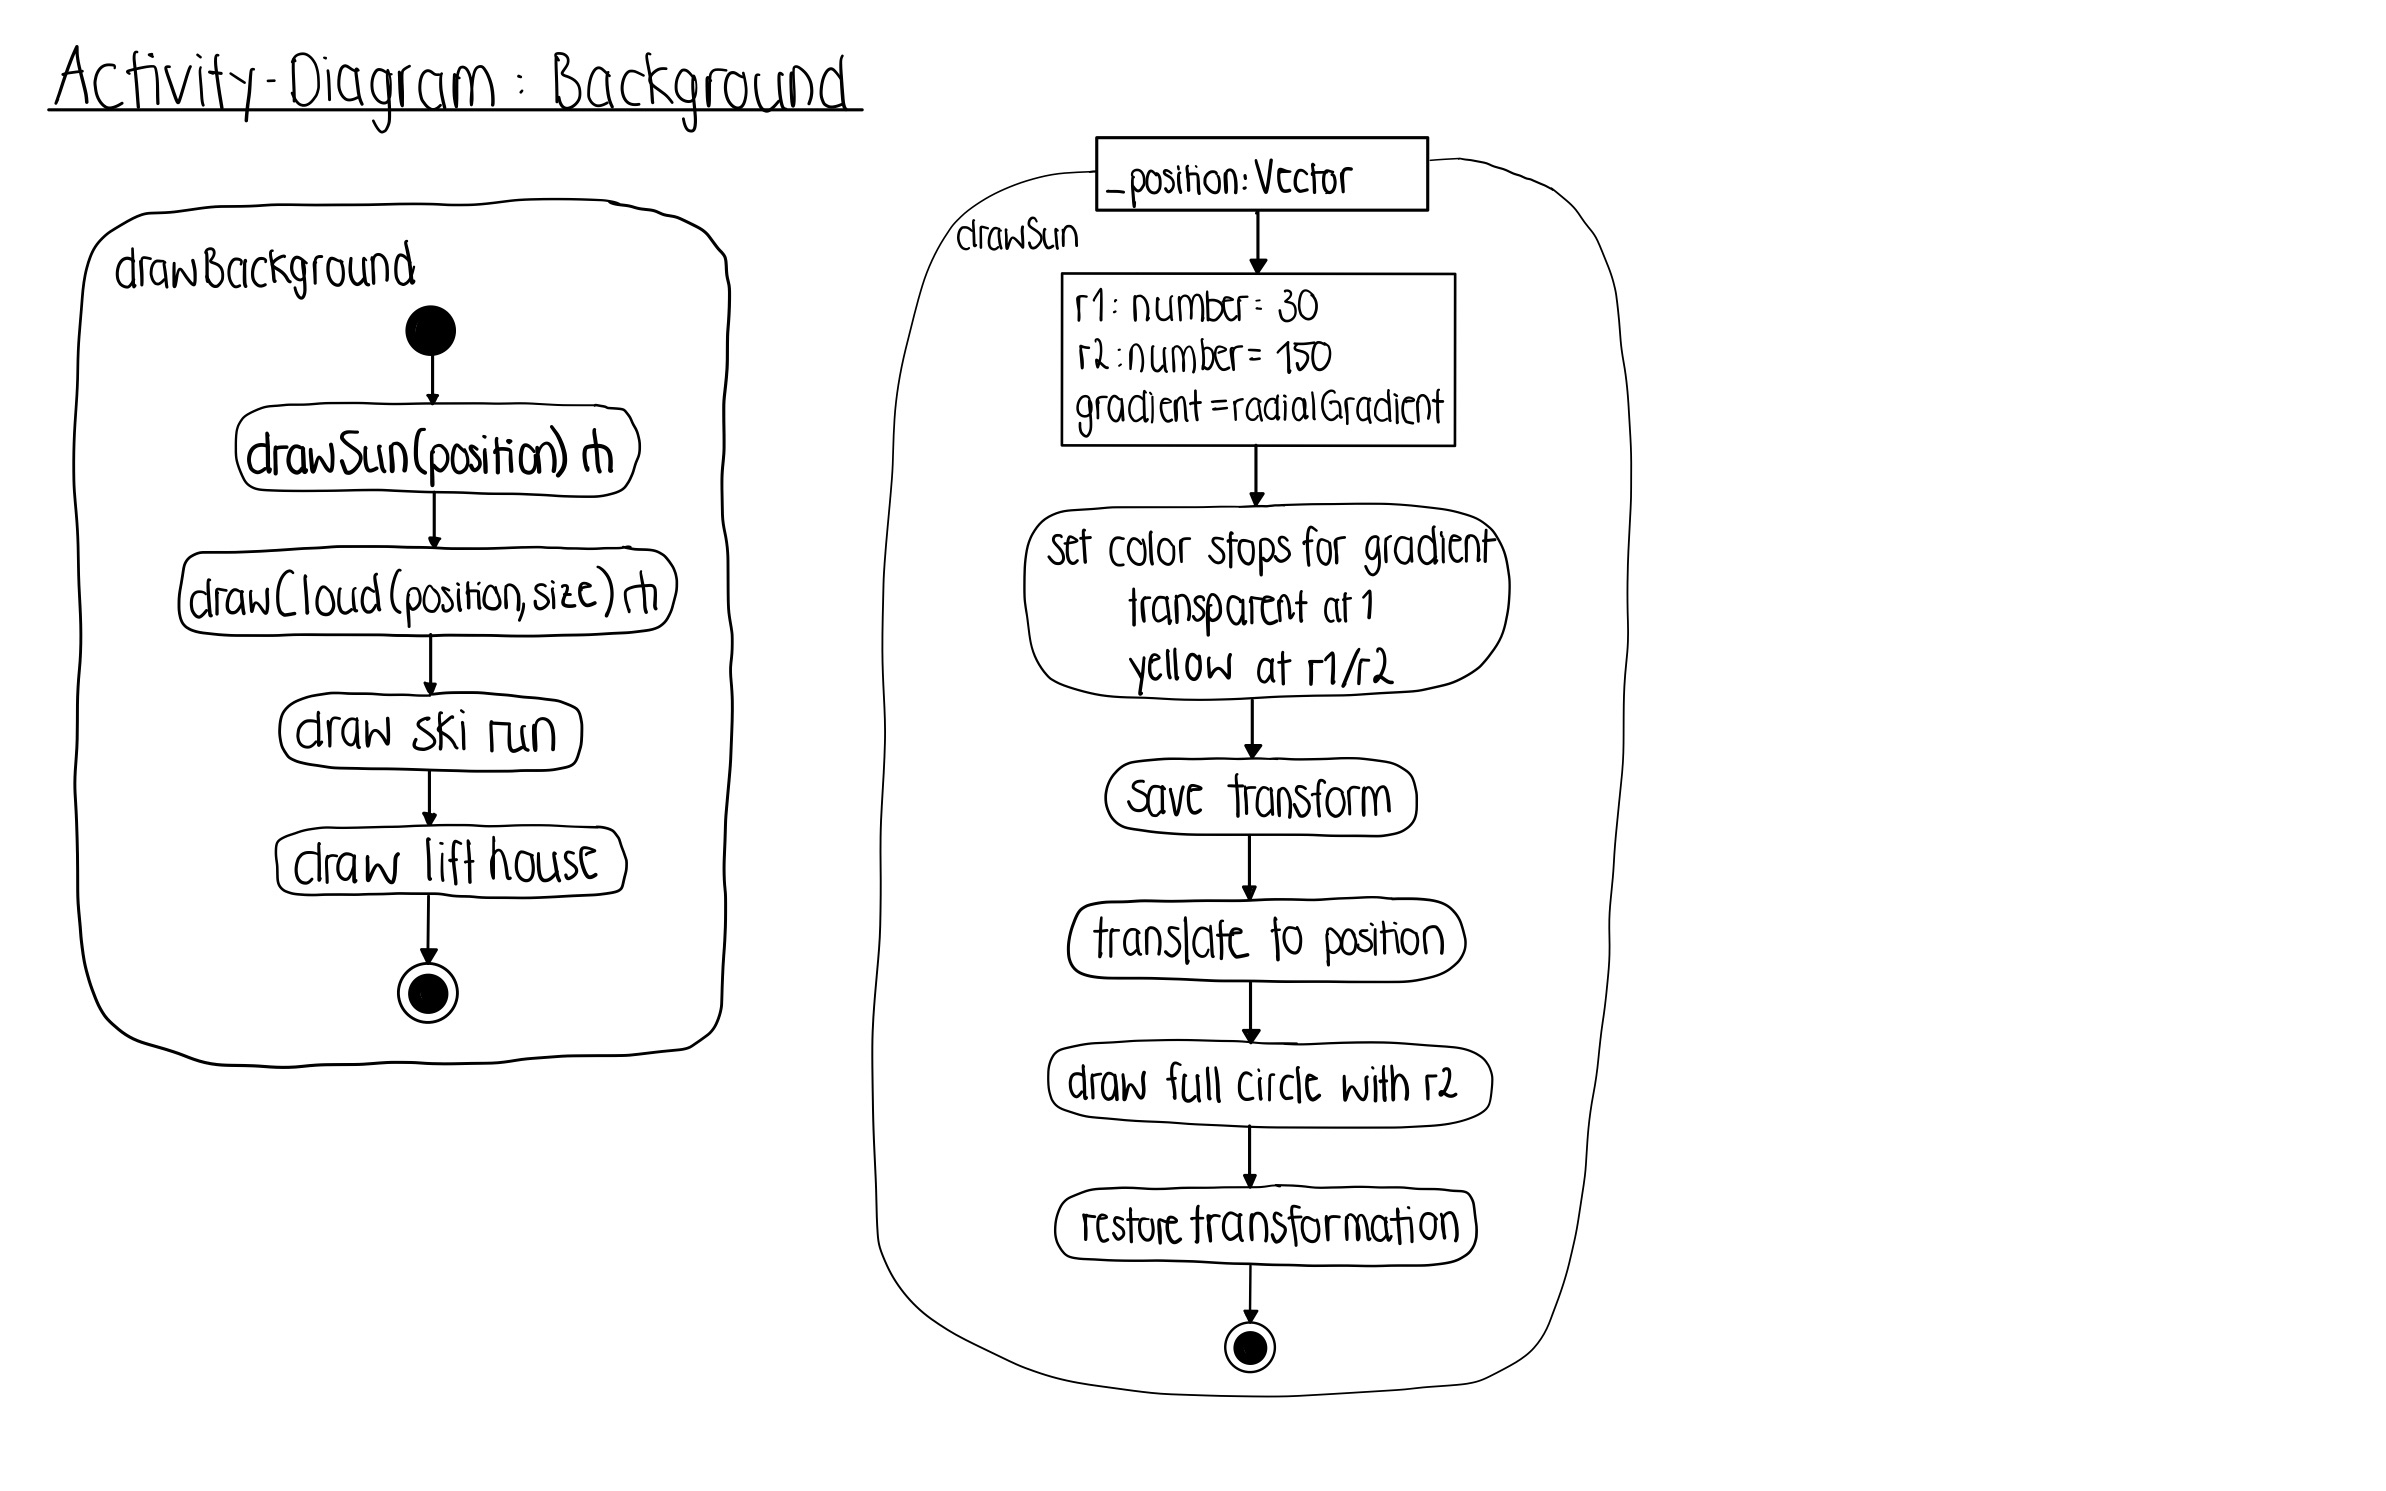 Activity-Diagram: Background
drawBackground
drawSun(position)
drawCloud(position, size)
draw ski run
draw lift house
_position: Vector
drawSun
r1: number= 30
r2: number= 150
gradient = radialGradient
set color stops for gradient
transparent at 1
yellow at r1/r2
save transform
translate to position
draw full circle with r2
restore transformation